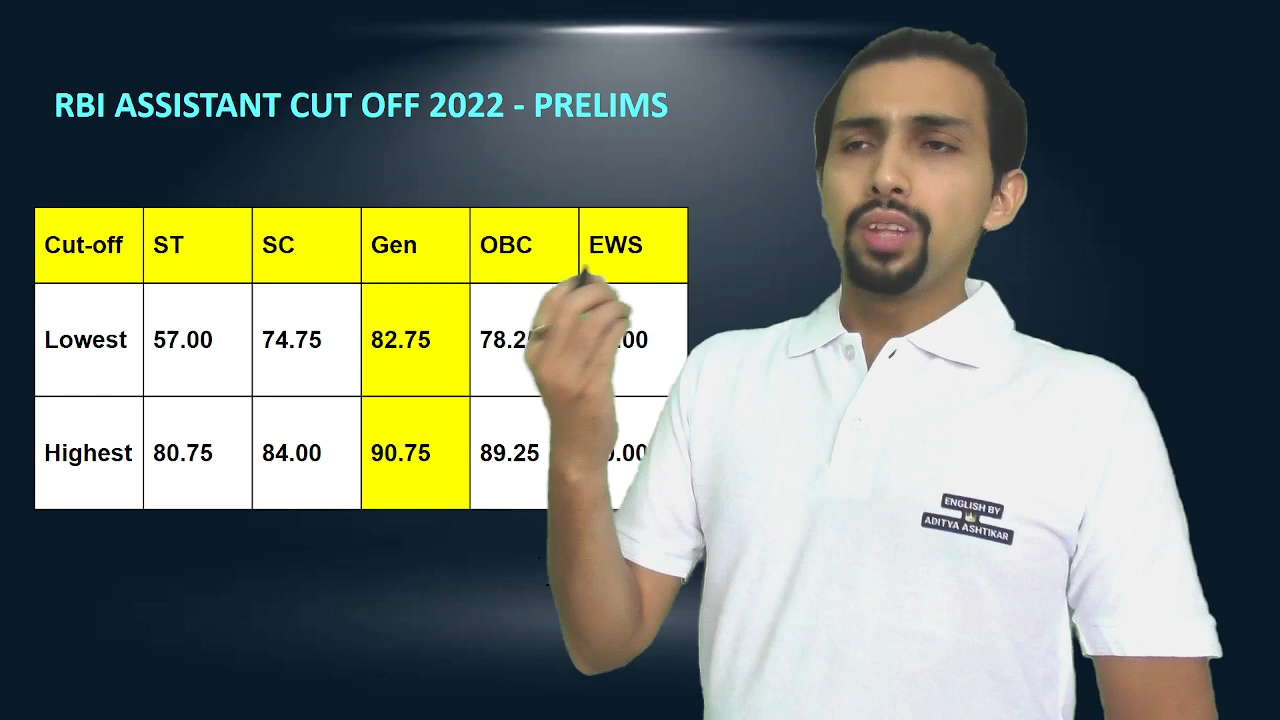 RBI ASSISTANT CUT OFF 2022 - PRELIMS
Cut-off ST SC Gen OBC EWS
Lowest 57.00 74.75 82.75
Highest 80.75 84.00 90.75 89.25
ENGLISH BY
ADITYA ASHTIKAR